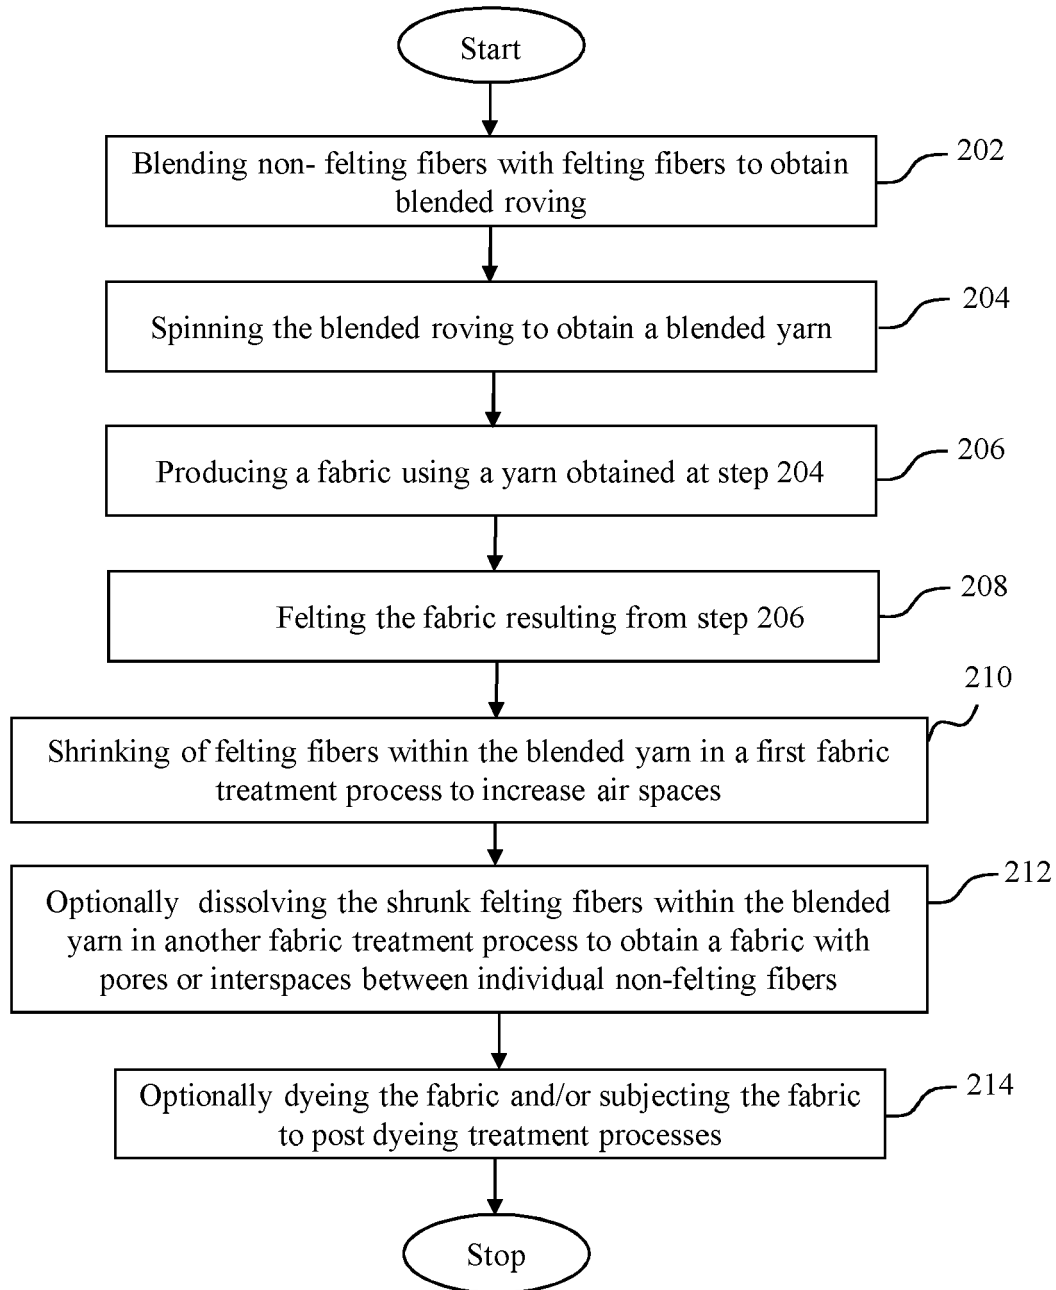 Start
Blending non- felting fibers with felting fibers to obtain
blended roving
202
Spinning the blended roving to obtain a blended yarn
204
Producing a fabric using a yarn obtained at step 204
206
Felting the fabric resulting from step 206
208
Shrinking of felting fibers within the blended yarn in a first fabric
treatment process to increase air spaces
210
Optionally dissolving the shrunk felting fibers within the blended
yarn in another fabric treatment process to obtain a fabric with
pores or interspaces between individual non-felting fibers
212
Optionally dyeing the fabric and/or subjecting the fabric
to post dyeing treatment processes
214
Stop